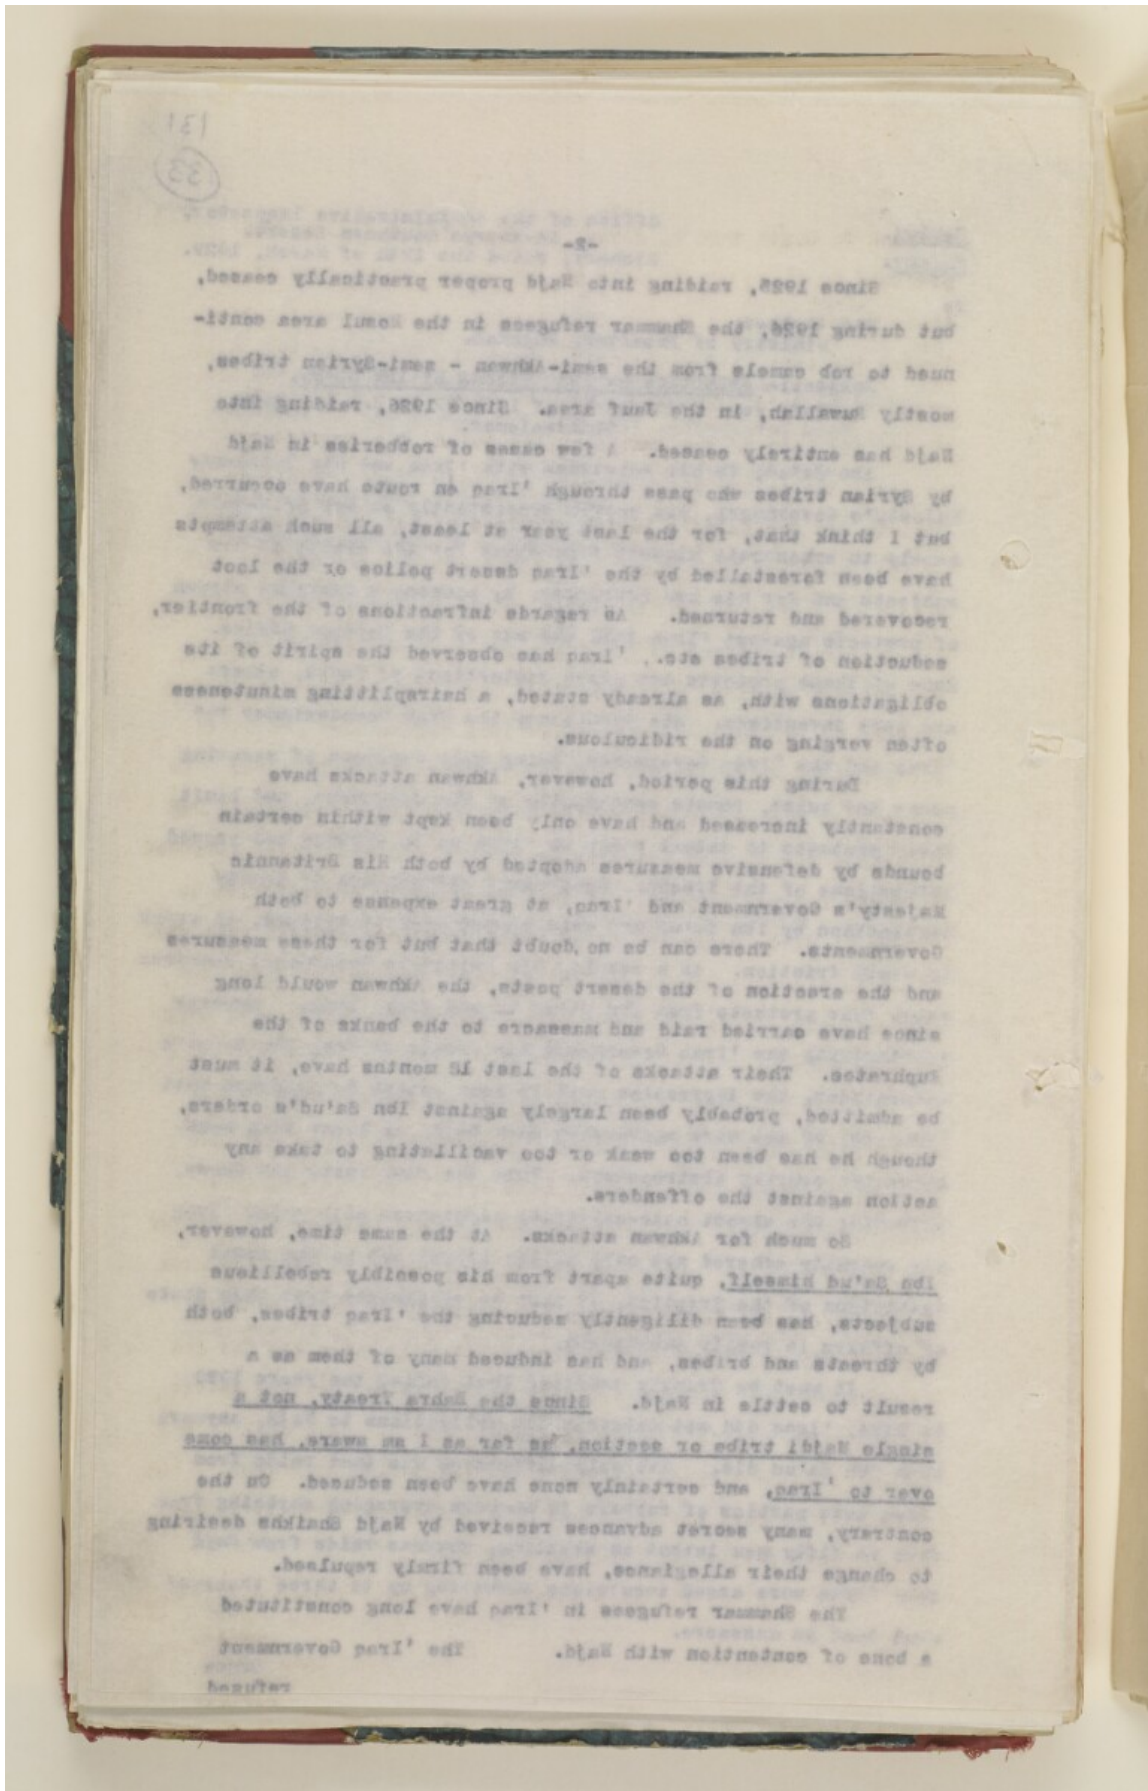 131
33
-2-
Since 1925, raiding into Najd proper practically ceased,
but during 1926, the Shammar refugees in the Mosul area conti-
nued to rob camels from the semi-Akhwan - semi-Syrian tribes,
mostly Ruwallah, in the Jauf area. Since 1926, raiding into
Najd has entirely ceased. A few cases of robberies in Najd
by Syrian tribes who pass through 'Iraq en route have occurred,
but I think that, for the last year at least, all such attempts
have been forestalled by the 'Iraq desert police or the loot
recovered and returned. As regards infractions of the frontier,
seduction of tribes etc., 'Iraq has observed the spirit of its
obligations with, as already stated, a hairsplitting minuteness
often verging on the ridiculous.
During this period, however, Akhwan attacks have
constantly increased and have only been kept within certain
bounds by defensive measures adopted by both His Britannic
Majesty's Government and 'Iraq, at great expense to both
Governments. There can be no doubt that but for these measures
and the erection of the desert posts, the Akhwan would long
since have carried raid and massacre to the banks of the
Euphrates. Their attacks of the last 18 months have, it must
be admitted, probably been largely against Ibn Sa'ud's orders,
though he has been too weak or too vacillating to take any
action against the offenders.
So much for Akhwan attacks. At the same time, however,
Ibn Sa'ud himself, quite apart from his possibly rebellious
subjects, has been diligently seducing the 'Iraq tribes, both
by threats and bribes, and has induced many of them as a
result to settle in Najd. Since the Bahra Treaty, not a
single Najdi tribe or section, as far as I am aware, has come
over to 'Iraq, and certainly none have been seduced. On the
contrary, many secret advances received by Najd Shaikhs desiring
to change their allegiance, have been firmly repulsed.
The Shammar refugees in 'Iraq have long constituted
a bone of contention with Najd. The 'Iraq Government
refused